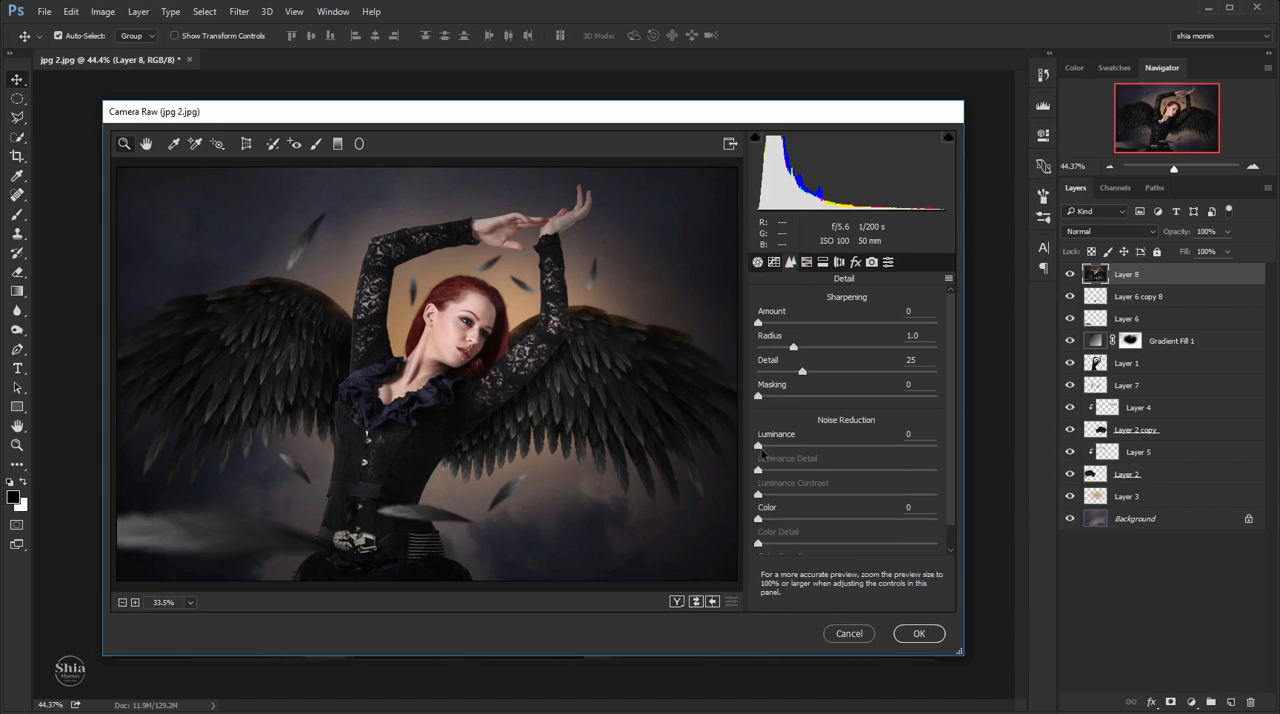 Ps File Edit Image Layer Type Select Filter 3D View Window Help
Auto-Select: Group Show Transform Controls 3D Mode: shia momin
jpg 2.jpg @ 44.4% (Layer 8, RGB/8) * ×
Color Swatches Navigator
Camera Raw (jpg 2.jpg)
44.37%
Layers Channels Paths
Kind
R: ---
G: ---
B: ---
f/5.6 1/200 s
ISO 100 50 mm
Normal Opacity: 100%
Lock: Fill: 100%
Detail
Sharpening
Amount 0
Radius 1.0
Detail 25
Masking 0
Noise Reduction
Luminance 0
Luminance Detail
Luminance Contrast
Color 0
Color Detail
For a more accurate preview, zoom the preview size to
100% or larger when adjusting the controls in this
panel.
33.5%
Y
Cancel OK
Layer 8
Layer 6 copy 8
Layer 6
Gradient Fill 1
Layer 1
Layer 7
Layer 4
Layer 2 copy
Layer 5
Layer 2
Layer 3
Background
Shia
Momin
44.37% Doc: 11.9M/129.2M